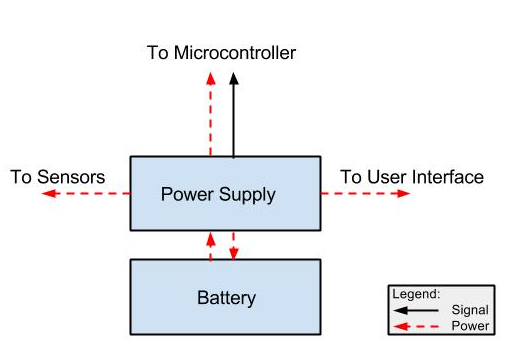 To Microcontroller
To Sensors
To User Interface
Power Supply
Battery
Legend:
Signal
Power